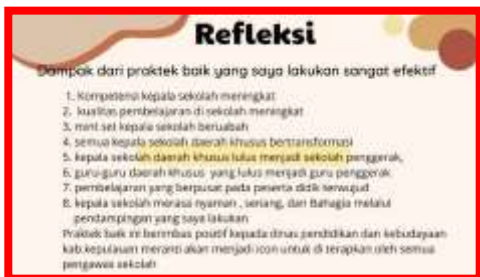 Refleksi
Dampak dari praktek baik yang saya lakukan sangat efektif
1. Kompetensi kepala sekolah meningkat
2. kualitas pembelajaran di sekolah meningkat
3. mint set kepala sekolah beruabah
4. semua kepala sekolah daerah khusus bertransformasi
5. kepala sekolah daerah khusus lulus menjadi sekolah penggerak,
6. guru-guru daerah khusus yang lulus menjadi guru penggerak
7. pembelajaran yang berpusat pada peserta didik terwujud
8. kepala sekolah merasa nyaman , senang, dan Bahagia melalui
pendampingan yang saya lakukan
Praktek baik ini berimbas positif kepada dinas pendidikan dan kebudayaan
kab.kepulauan meranti akan menjadi icon untuk di terapkan oleh semua
pengawas sekolah